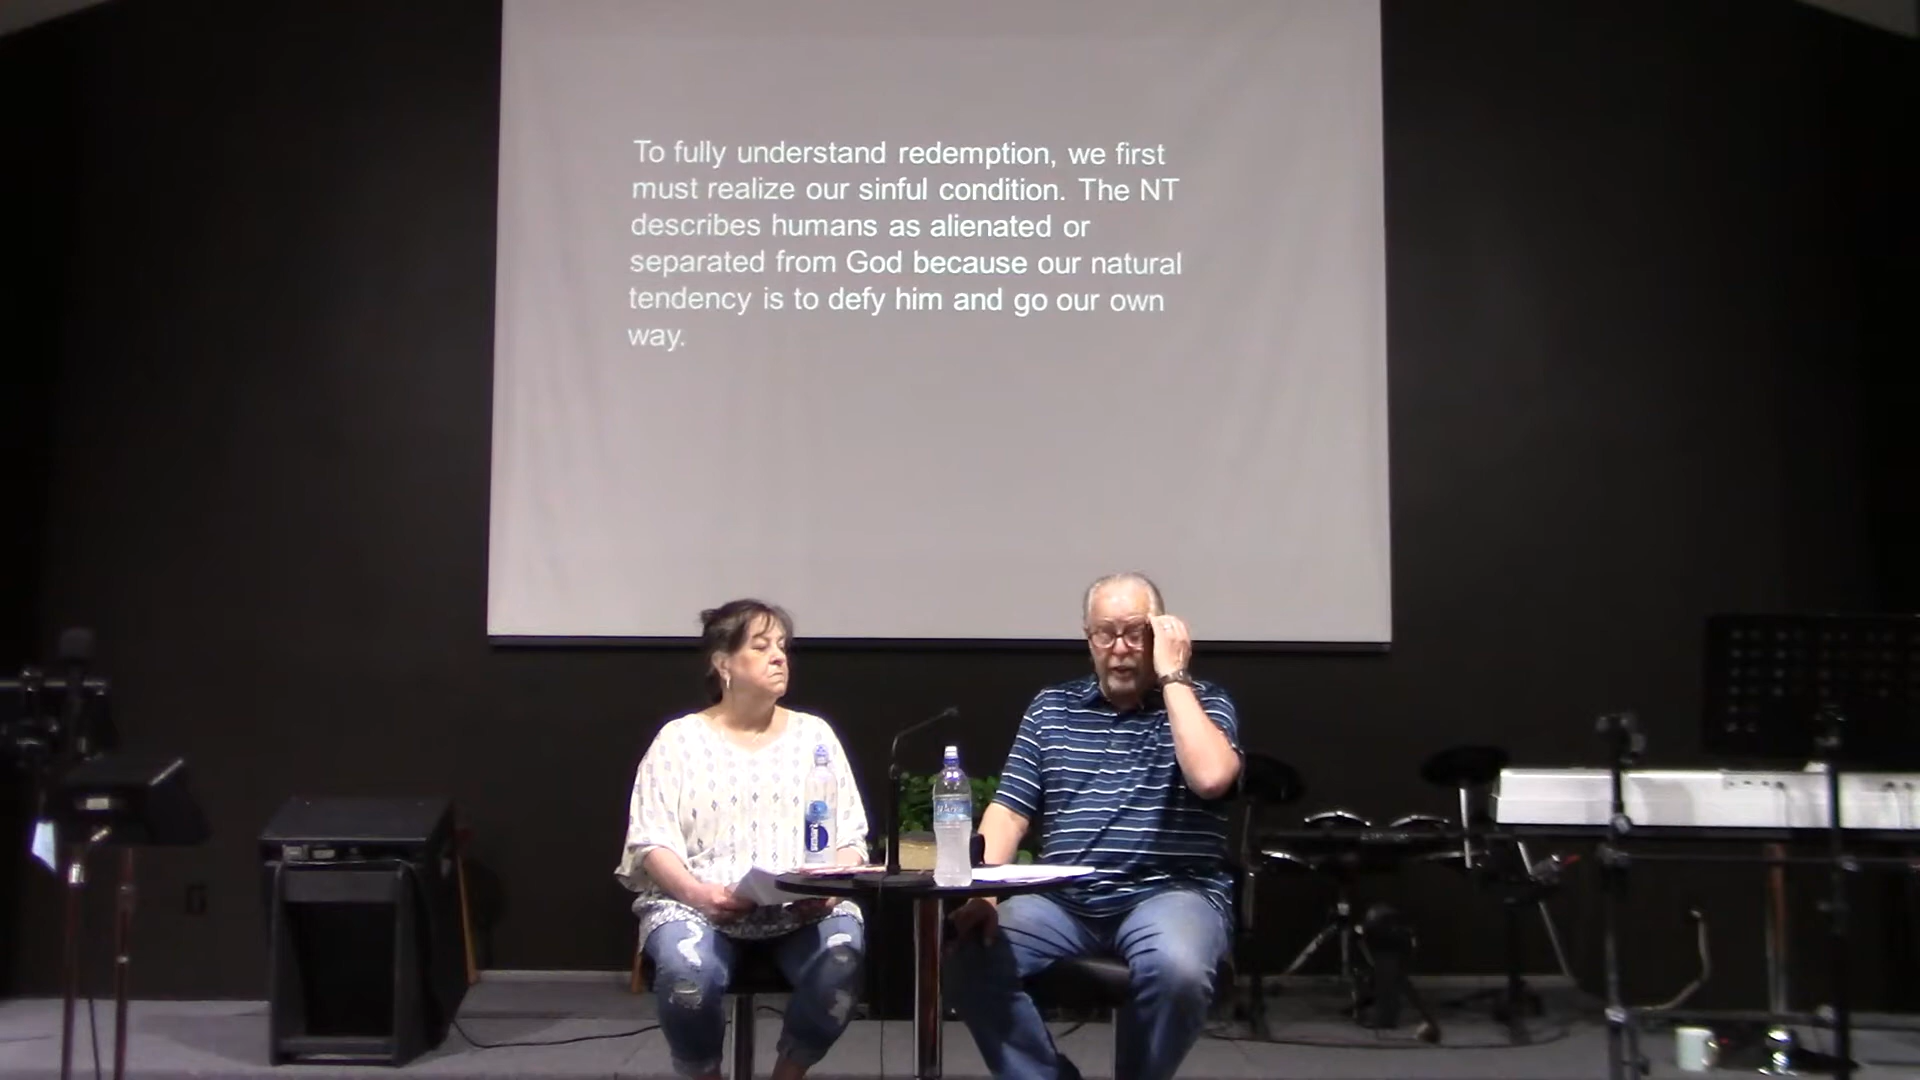 To fully understand redemption, we first
must realize our sinful condition. The NT
describes humans as alienated or
separated from God because our natural
tendency is to defy him and go our own
way.